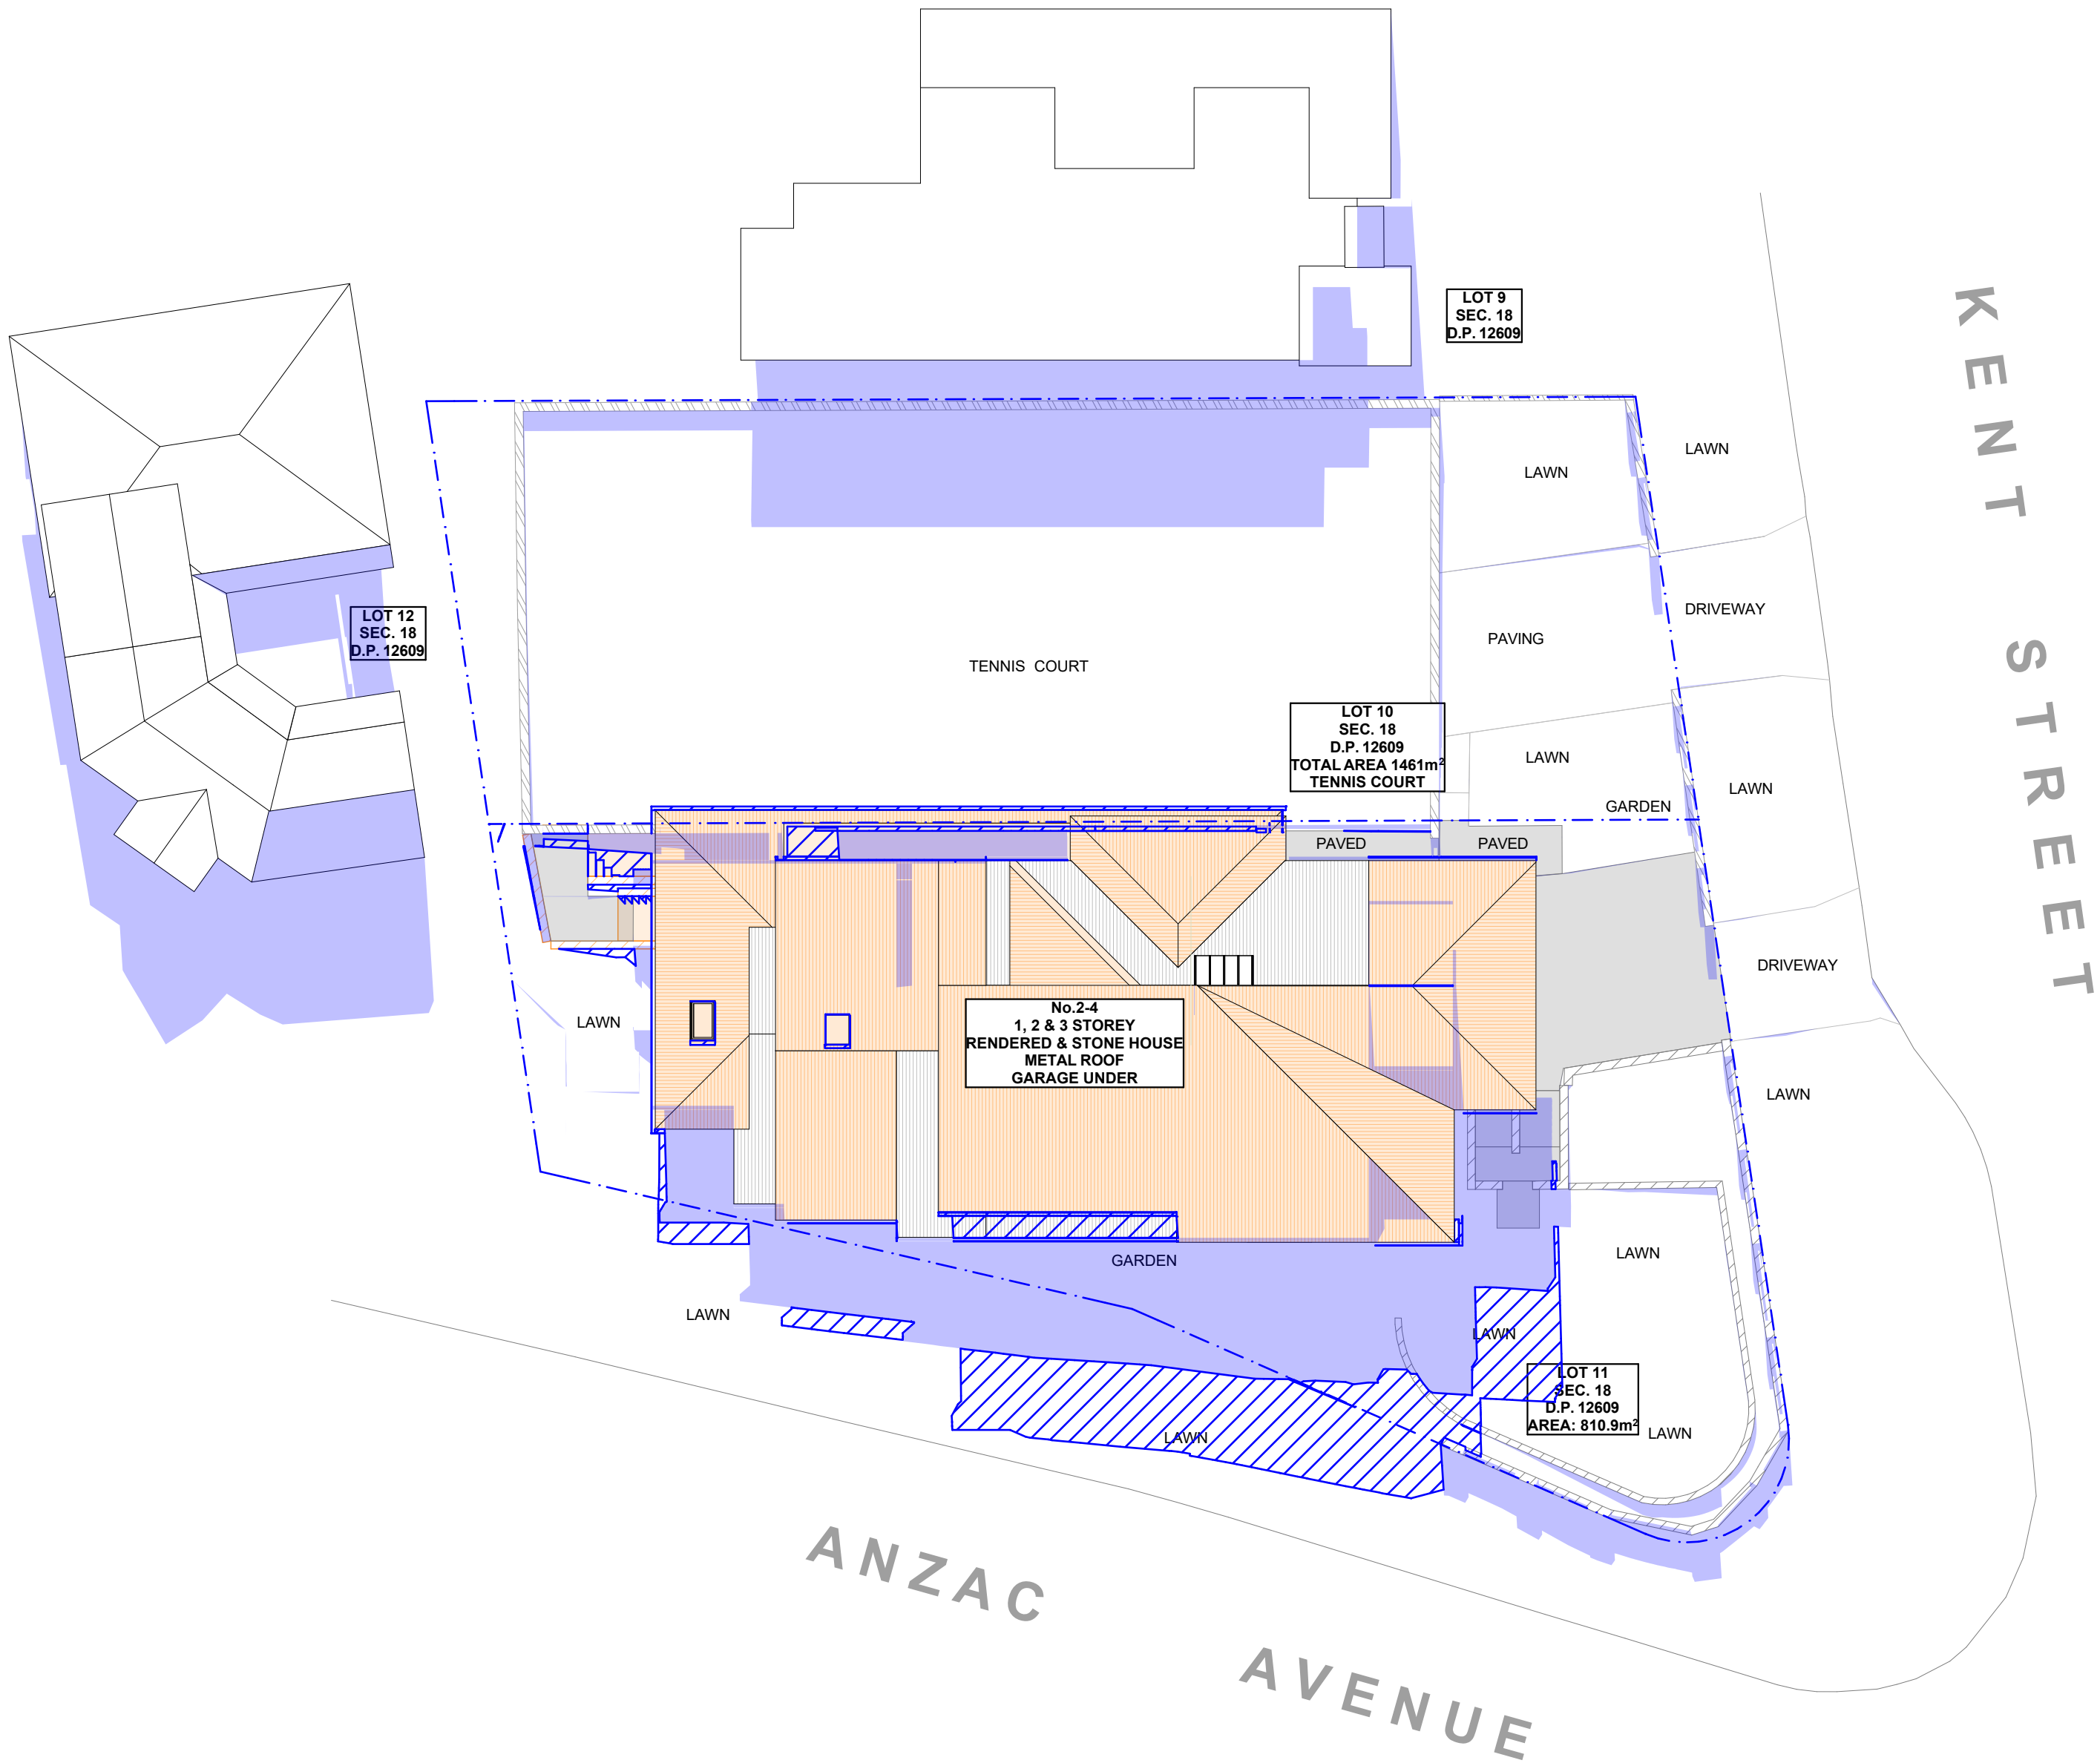 LOT 9
SEC. 18
D.P. 12609
KENT STREET
LAWN
LAWN
DRIVEWAY
LOT 12
SEC. 18
D.P. 12609
PAVING
TENNIS COURT
LOT 10
SEC. 18
D.P. 12609
TOTAL AREA 1461m²
TENNIS COURT
LAWN
LAWN
GARDEN
PAVED
PAVED
DRIVEWAY
No.2-4
1, 2 & 3 STOREY
RENDERED & STONE HOUSE
METAL ROOF
GARAGE UNDER
LAWN
LAWN
LAWN
GARDEN
LAWN
LAWN
LOT 11
SEC. 18
D.P. 12609
AREA: 810.9m²
LAWN
LAWN
ANZAC AVENUE